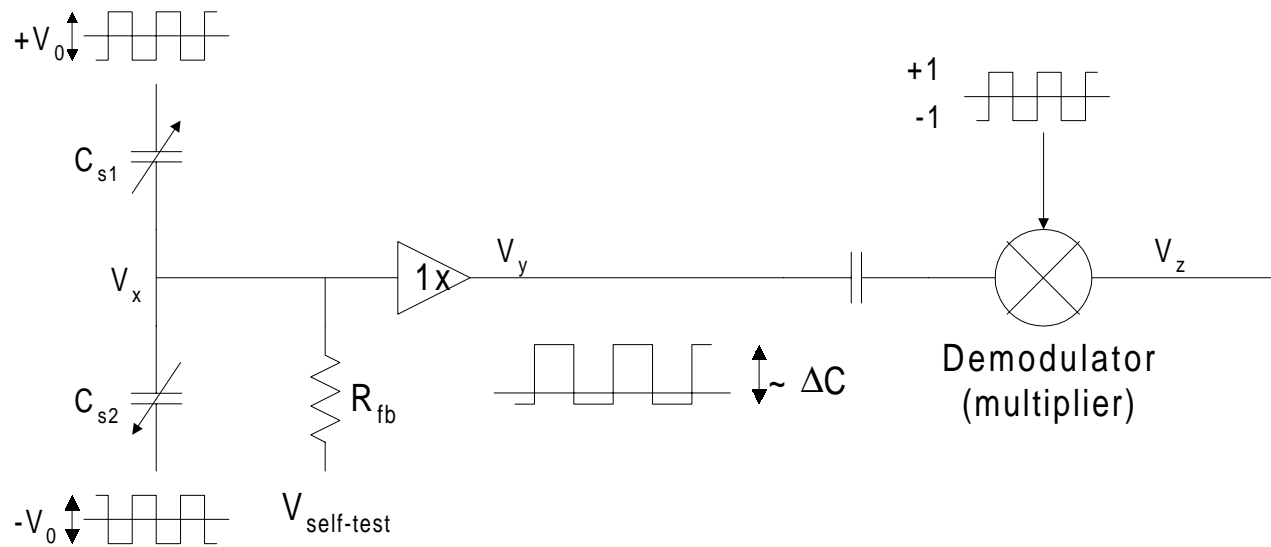 +V0
+1
-1
Cs1
Vx
1x
Vy
Vz
Cs2
Rfb
~ ΔC
Demodulator
(multiplier)
-V0
Vself-test